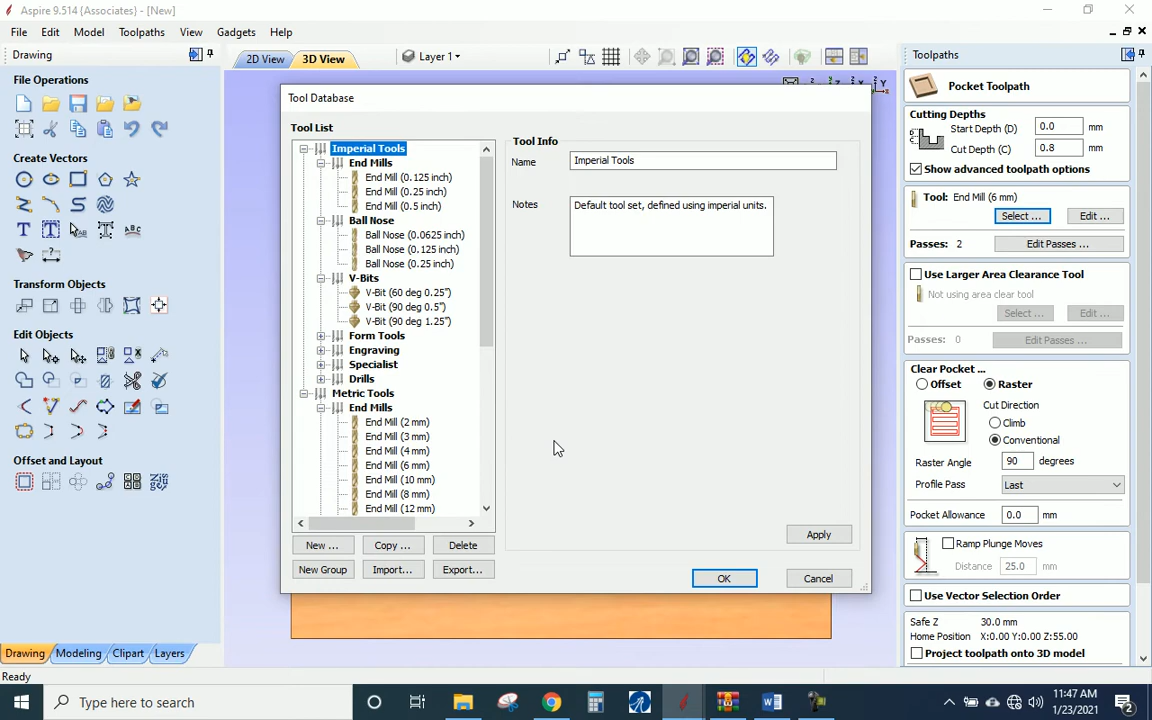 Aspire 9.514 {Associates} - [New]
File Edit Model Toolpaths View Gadgets Help
Drawing
2D View 3D View Layer 1
Toolpaths
File Operations
Create Vectors
Transform Objects
Edit Objects
Offset and Layout
Drawing Modeling Clipart Layers
Ready
Tool Database
Tool List
Imperial Tools
End Mills
End Mill (0.125 inch)
End Mill (0.25 inch)
End Mill (0.5 inch)
Ball Nose
Ball Nose (0.0625 inch)
Ball Nose (0.125 inch)
Ball Nose (0.25 inch)
V-Bits
V-Bit (60 deg 0.25")
V-Bit (90 deg 0.5")
V-Bit (90 deg 1.25")
Form Tools
Engraving
Specialist
Drills
Metric Tools
End Mills
End Mill (2 mm)
End Mill (3 mm)
End Mill (4 mm)
End Mill (6 mm)
End Mill (10 mm)
End Mill (8 mm)
End Mill (12 mm)
New ... Copy ... Delete
New Group Import... Export...
Tool Info
Name Imperial Tools
Notes Default tool set, defined using imperial units.
Apply
OK Cancel
Pocket Toolpath
Cutting Depths
Start Depth (D) 0.0 mm
Cut Depth (C) 0.8 mm
Show advanced toolpath options
Tool: End Mill (6 mm)
Select ... Edit ...
Passes: 2 Edit Passes ...
Use Larger Area Clearance Tool
Not using area clear tool
Select ... Edit ...
Passes: 0 Edit Passes ...
Clear Pocket ...
Offset Raster
Cut Direction
Climb
Conventional
Raster Angle 90 degrees
Profile Pass Last
Pocket Allowance 0.0 mm
Ramp Plunge Moves
Distance 25.0 mm
Use Vector Selection Order
Safe Z 30.0 mm
Home Position X:0.00 Y:0.00 Z:55.00
Project toolpath onto 3D model
Type here to search
11:47 AM
1/23/2021
2